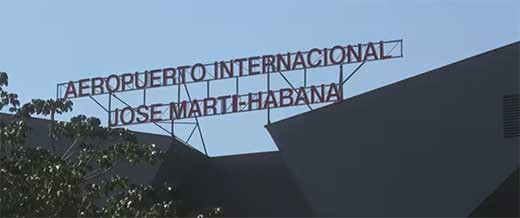 AEROPUERTO INTERNACIONAL
JOSE MARTI-HABANA